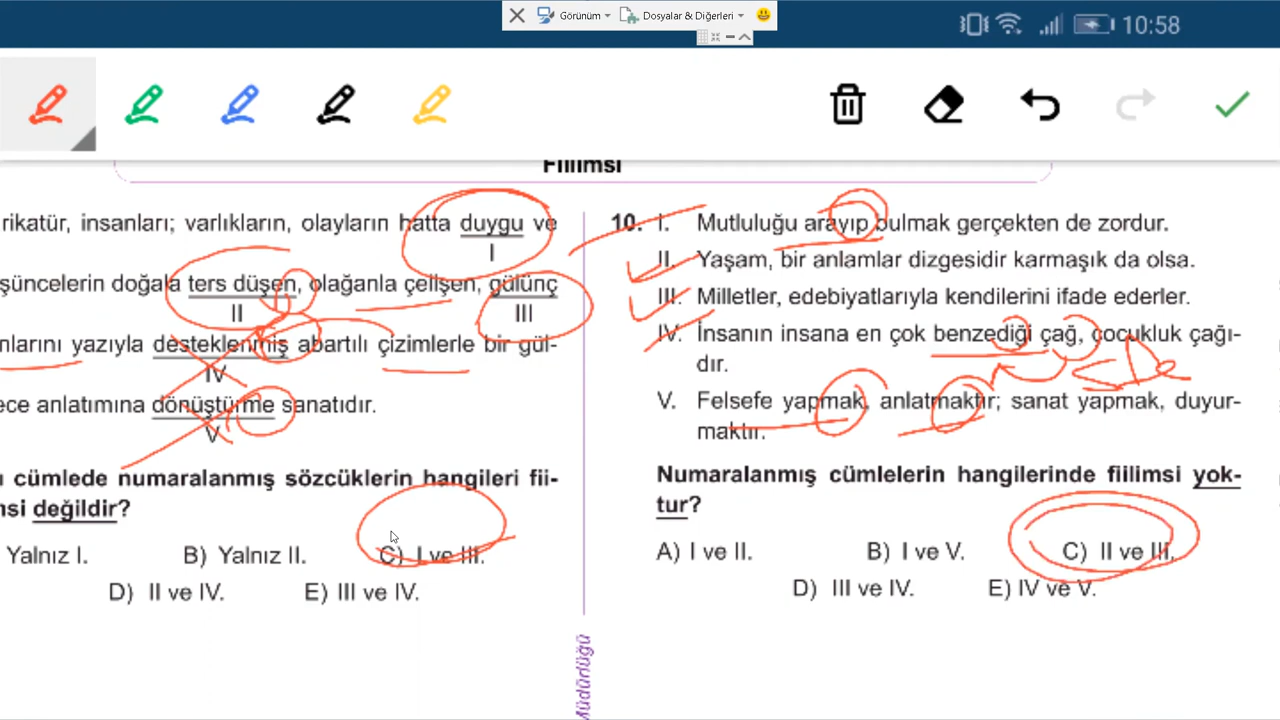 Görünüm
Dosyalar & Diğerleri
10:58
Fiilimsi
rikatür, insanları; varlıkların, olayların hatta duygu ve
I
şüncelerin doğala ters düşen, olağanla çelişen, gülünç
II III
nlarını yazıyla desteklenmiş abartılı çizimlerle bir gül-
IV
ece anlatımına dönüştürme sanatıdır.
V
ı cümlede numaralanmış sözcüklerin hangileri fii-
msi değildir?
Yalnız I. B) Yalnız II. C) I ve III.
D) II ve IV. E) III ve IV.
10. I. Mutluluğu arayıp bulmak gerçekten de zordur.
II. Yaşam, bir anlamlar dizgesidir karmaşık da olsa.
III. Milletler, edebiyatlarıyla kendilerini ifade ederler.
IV. İnsanın insana en çok benzediği çağ, çocukluk çağı-
dır.
V. Felsefe yapmak, anlatmaktır; sanat yapmak, duyur-
maktır.
Numaralanmış cümlelerin hangilerinde fiilimsi yok-
tur?
A) I ve II. B) I ve V. C) II ve III.
D) III ve IV. E) IV ve V.
Müdürlüğü